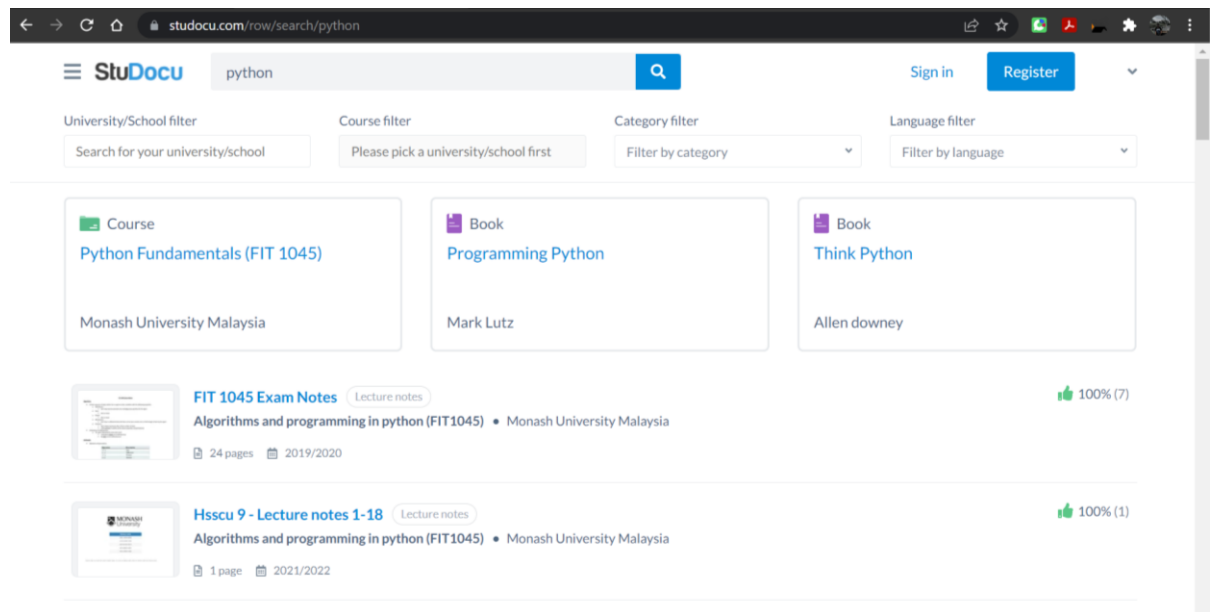 studocu.com/row/search/python
StuDocu
python
Sign in
Register
University/School filter
Course filter
Category filter
Language filter
Search for your university/school
Please pick a university/school first
Filter by category
Filter by language
Course
Python Fundamentals (FIT 1045)
Monash University Malaysia
Book
Programming Python
Mark Lutz
Book
Think Python
Allen downey
FIT 1045 Exam Notes Lecture notes
100% (7)
Algorithms and programming in python (FIT1045) • Monash University Malaysia
24 pages 2019/2020
MONASH University
Hsscu 9 - Lecture notes 1-18 Lecture notes
100% (1)
Algorithms and programming in python (FIT1045) • Monash University Malaysia
1 page 2021/2022